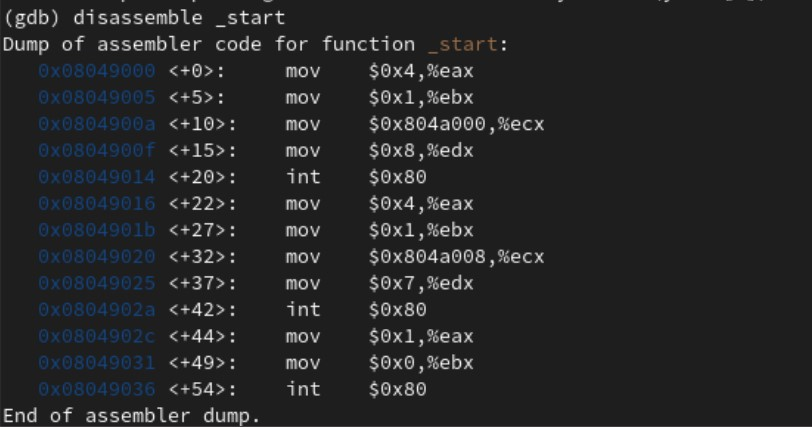 (gdb) disassemble _start
Dump of assembler code for function _start:
0x08049000 <+0>: mov $0x4,%eax
0x08049005 <+5>: mov $0x1,%ebx
0x0804900a <+10>: mov $0x804a000,%ecx
0x0804900f <+15>: mov $0x8,%edx
0x08049014 <+20>: int $0x80
0x08049016 <+22>: mov $0x4,%eax
0x0804901b <+27>: mov $0x1,%ebx
0x08049020 <+32>: mov $0x804a008,%ecx
0x08049025 <+37>: mov $0x7,%edx
0x0804902a <+42>: int $0x80
0x0804902c <+44>: mov $0x1,%eax
0x08049031 <+49>: mov $0x0,%ebx
0x08049036 <+54>: int $0x80
End of assembler dump.